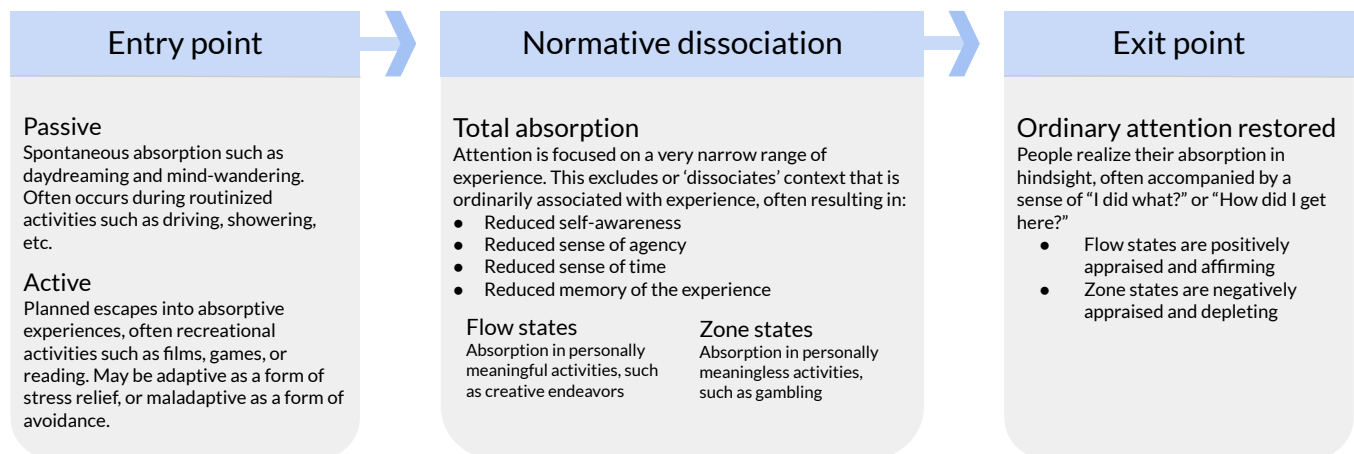 Entry point
Passive
Spontaneous absorption such as
daydreaming and mind-wandering.
Often occurs during routinized
activities such as driving, showering,
etc.
Active
Planned escapes into absorptive
experiences, often recreational
activities such as films, games, or
reading. May be adaptive as a form of
stress relief, or maladaptive as a form of
avoidance.
Normative dissociation
Total absorption
Attention is focused on a very narrow range of
experience. This excludes or ‘dissociates’ context that is
ordinarily associated with experience, often resulting in:
● Reduced self-awareness
● Reduced sense of agency
● Reduced sense of time
● Reduced memory of the experience
Flow states
Absorption in personally
meaningful activities, such
as creative endeavors
Zone states
Absorption in personally
meaningless activities,
such as gambling
Exit point
Ordinary attention restored
People realize their absorption in
hindsight, often accompanied by a
sense of “I did what?” or “How did I get
here?”
● Flow states are positively
appraised and affirming
● Zone states are negatively
appraised and depleting